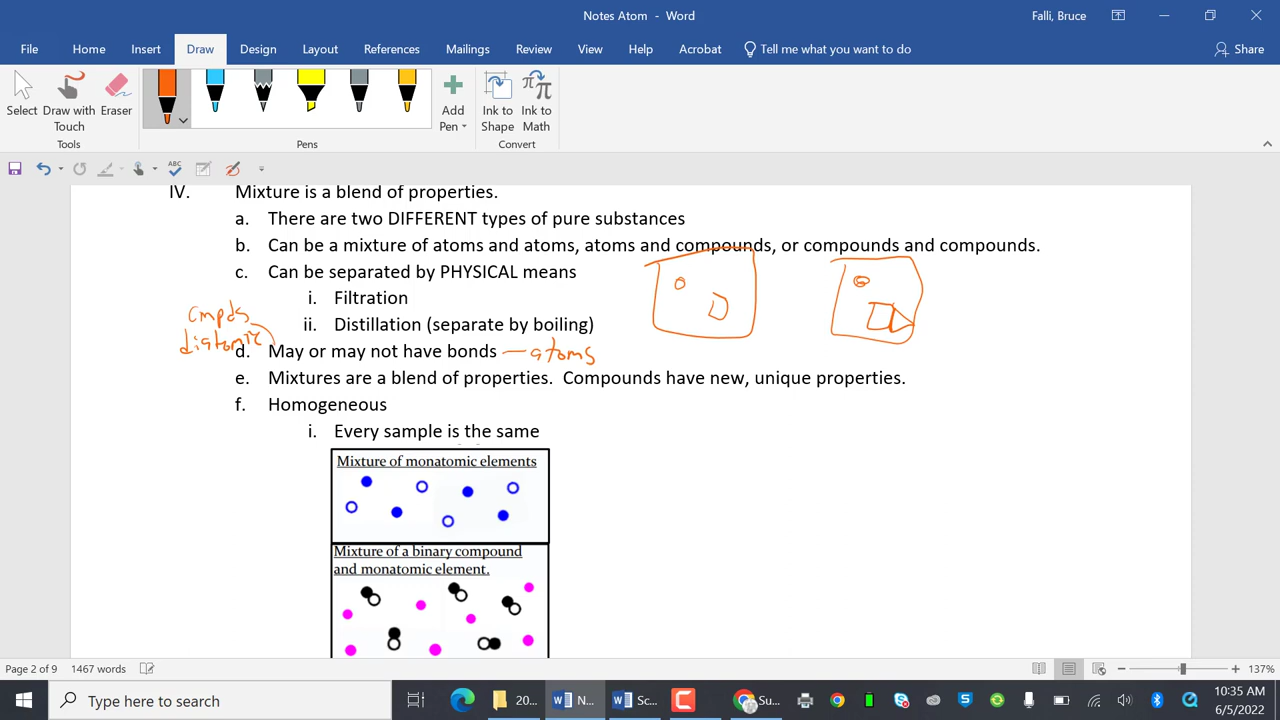 Notes Atom - Word
Falli, Bruce
File Home Insert Draw Design Layout References Mailings Review View Help Acrobat Tell me what you want to do Share
Select Draw with Touch Eraser Add Pen Ink to Shape Ink to Math
Tools Pens Convert
ABC
IV. Mixture is a blend of properties.
a. There are two DIFFERENT types of pure substances
b. Can be a mixture of atoms and atoms, atoms and compounds, or compounds and compounds.
c. Can be separated by PHYSICAL means
i. Filtration
cmpds
ii. Distillation (separate by boiling)
diatomic
d. May or may not have bonds — atoms
e. Mixtures are a blend of properties. Compounds have new, unique properties.
f. Homogeneous
i. Every sample is the same
Mixture of monatomic elements
Mixture of a binary compound
and monatomic element.
Page 2 of 9 1467 words 137%
Type here to search 20... N... Sc... Su... 10:35 AM
6/5/2022